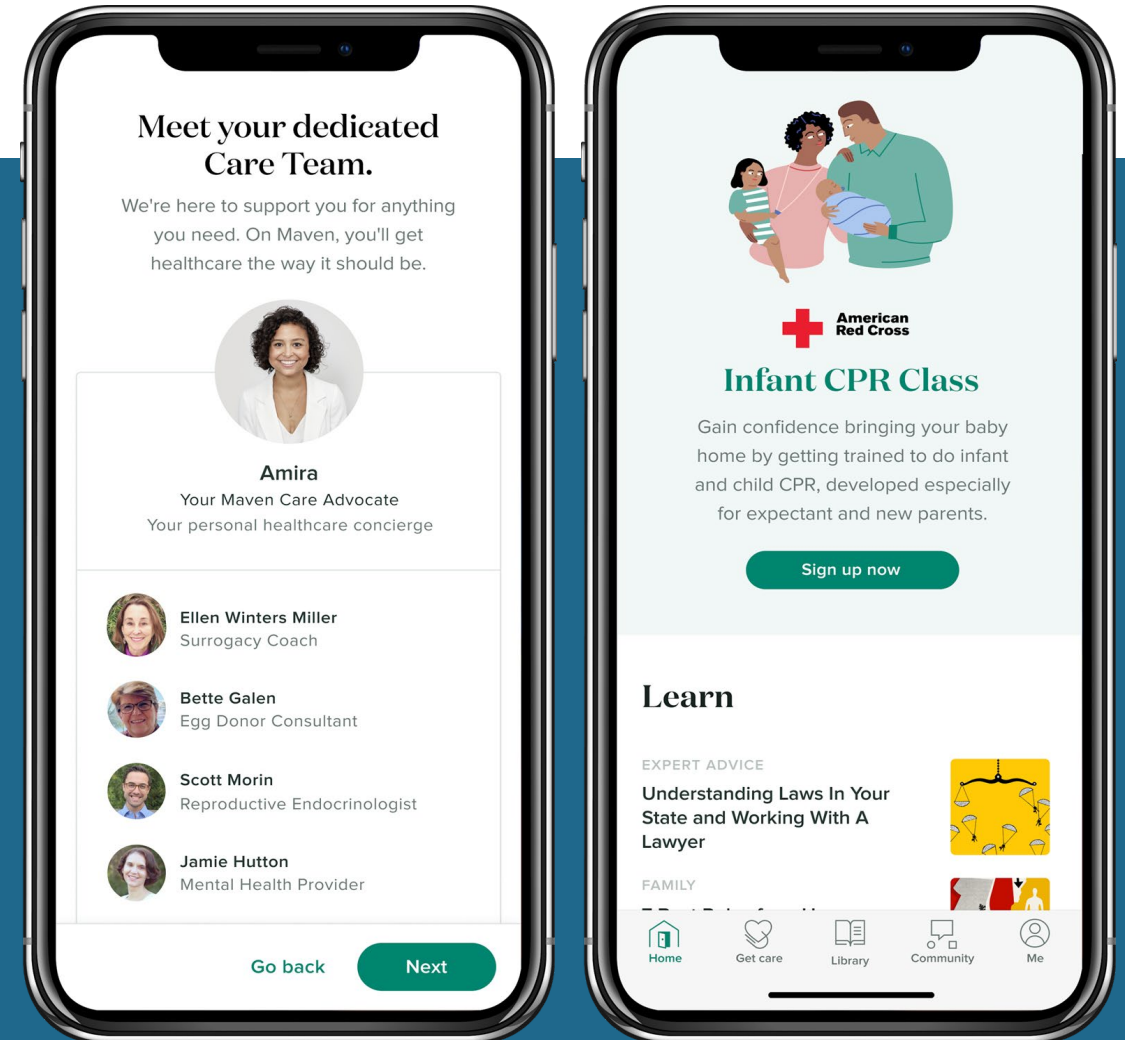 Meet your dedicated
Care Team.
We're here to support you for anything
you need. On Maven, you'll get
healthcare the way it should be.
Amira
Your Maven Care Advocate
Your personal healthcare concierge
Ellen Winters Miller
Surrogacy Coach
Bette Galen
Egg Donor Consultant
Scott Morin
Reproductive Endocrinologist
Jamie Hutton
Mental Health Provider
Go back
Next
American
Red Cross
Infant CPR Class
Gain confidence bringing your baby
home by getting trained to do infant
and child CPR, developed especially
for expectant and new parents.
Sign up now
Learn
EXPERT ADVICE
Understanding Laws In Your
State and Working With A
Lawyer
FAMILY
Home
Get care
Library
Community
Me